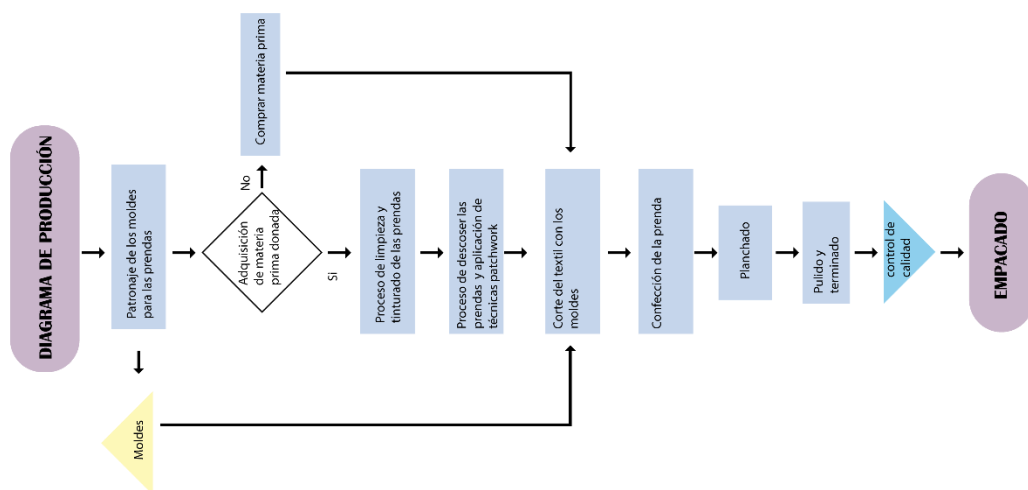 DIAGRAMA DE PRODUCCIÓN
Patronaje de los moldes
para las prendas
Moldes
Adquisición
de materia
prima donada
No
Comprar materia prima
Si
Proceso de limpieza y
tinturado de las prendas
Proceso de descoser las
prendas y aplicación de
técnicas patchwork
Corte del textil con los
moldes
Confección de la prenda
Planchado
Pulido y
terminado
control de
calidad
EMPACADO